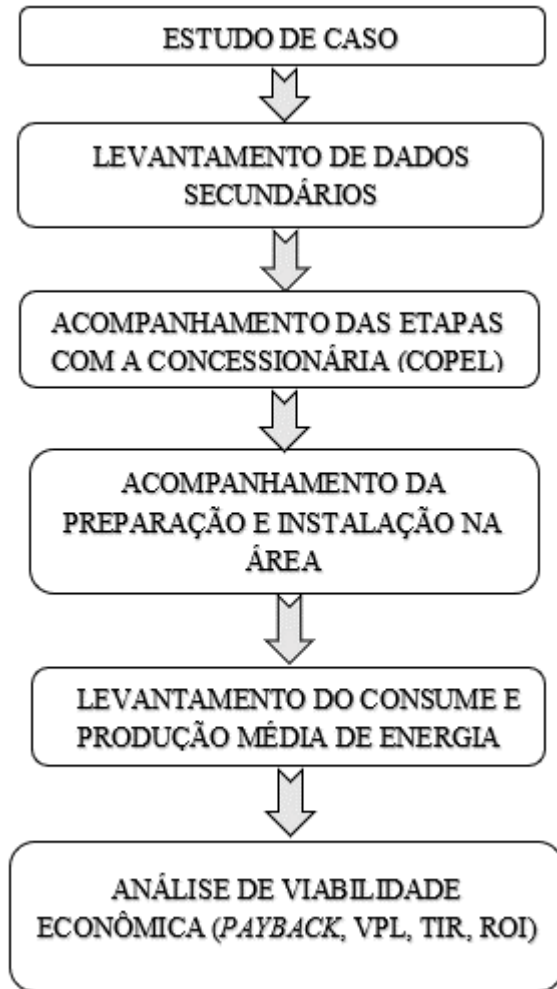 ESTUDO DE CASO
LEVANTAMENTO DE DADOS
SECUNDÁRIOS
ACOMPANHAMENTO DAS ETAPAS
COM A CONCESSIONÁRIA (COPEL)
ACOMPANHAMENTO DA
PREPARAÇÃO E INSTALAÇÃO NA
ÁREA
LEVANTAMENTO DO CONSUME E
PRODUÇÃO MÉDIA DE ENERGIA
ANÁLISE DE VIABILIDADE
ECONÔMICA (PAYBACK, VPL, TIR, ROI)